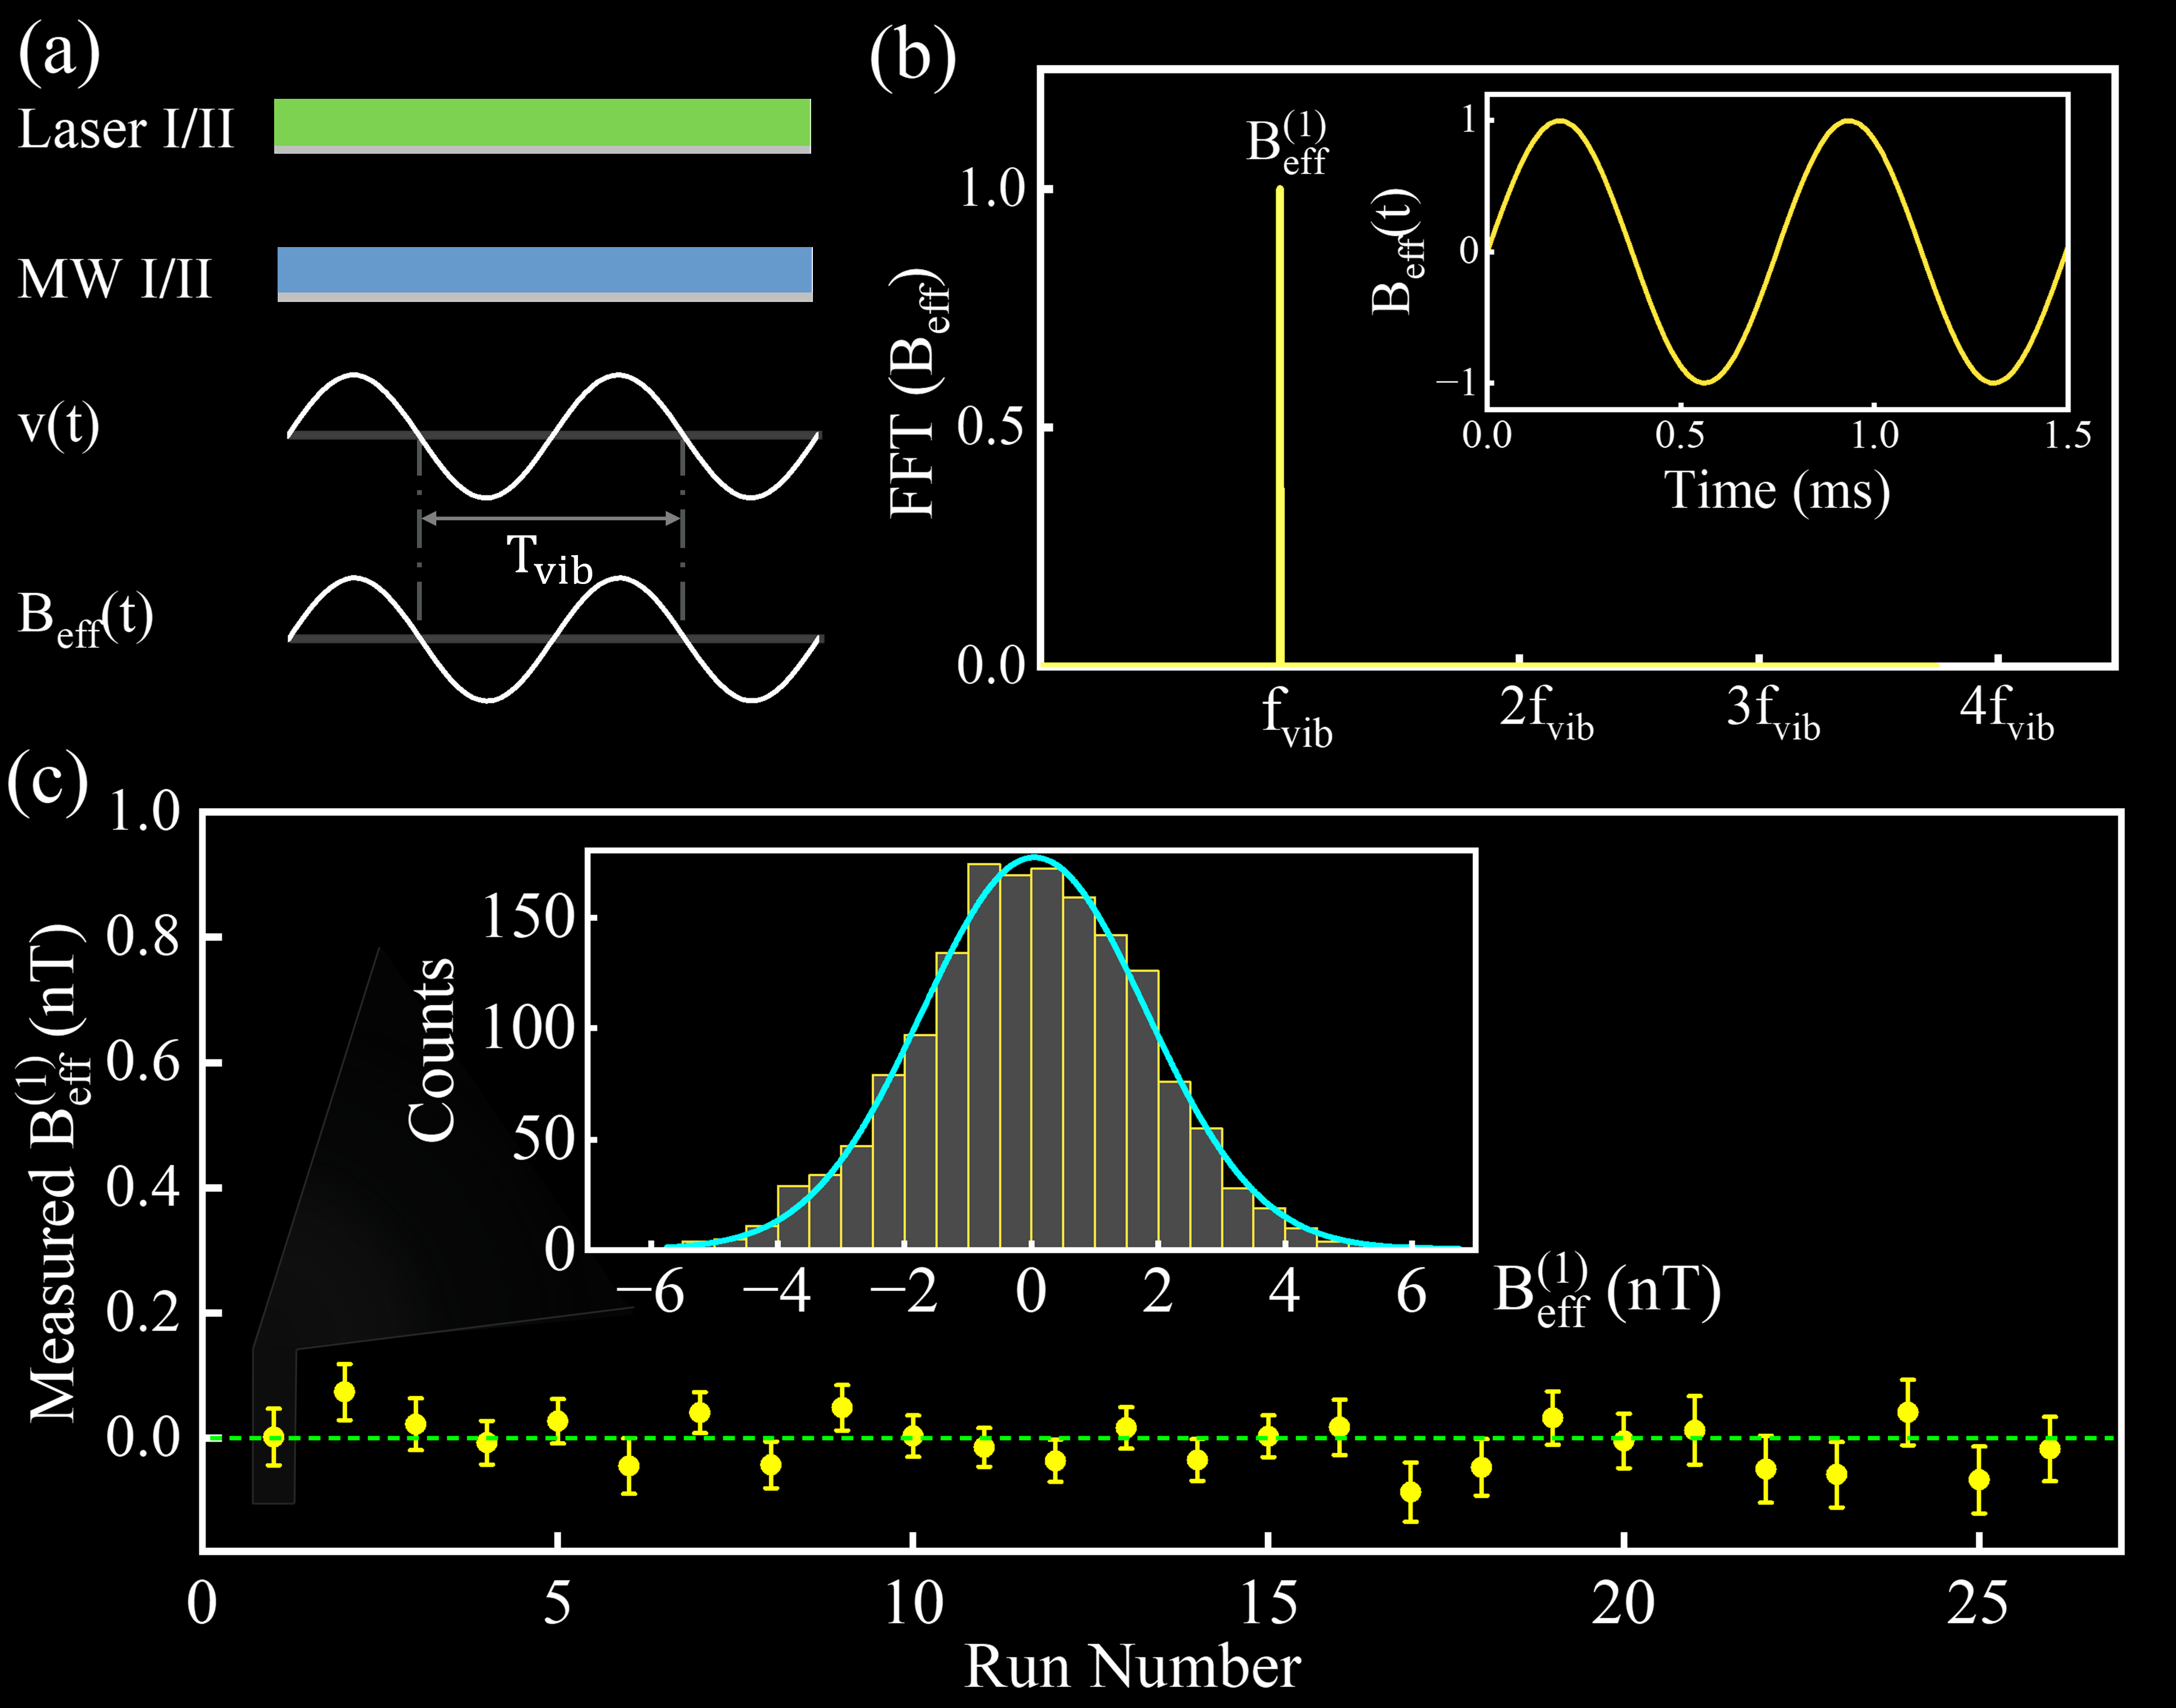 (a)
Laser I/II
MW I/II
v(t)
T_vib
B_eff(t)
(b)
B_eff^(1)
FFT (B_eff)
1.0
0.5
0.0
f_vib 2f_vib 3f_vib 4f_vib
B_eff(t)
1
0
−1
0.0 0.5 1.0 1.5
Time (ms)
(c)
Measured B_eff^(1) (nT)
1.0
0.8
0.6
0.4
0.2
0.0
Counts
150
100
50
0
−6 −4 −2 0 2 4 6
B_eff^(1) (nT)
0 5 10 15 20 25
Run Number